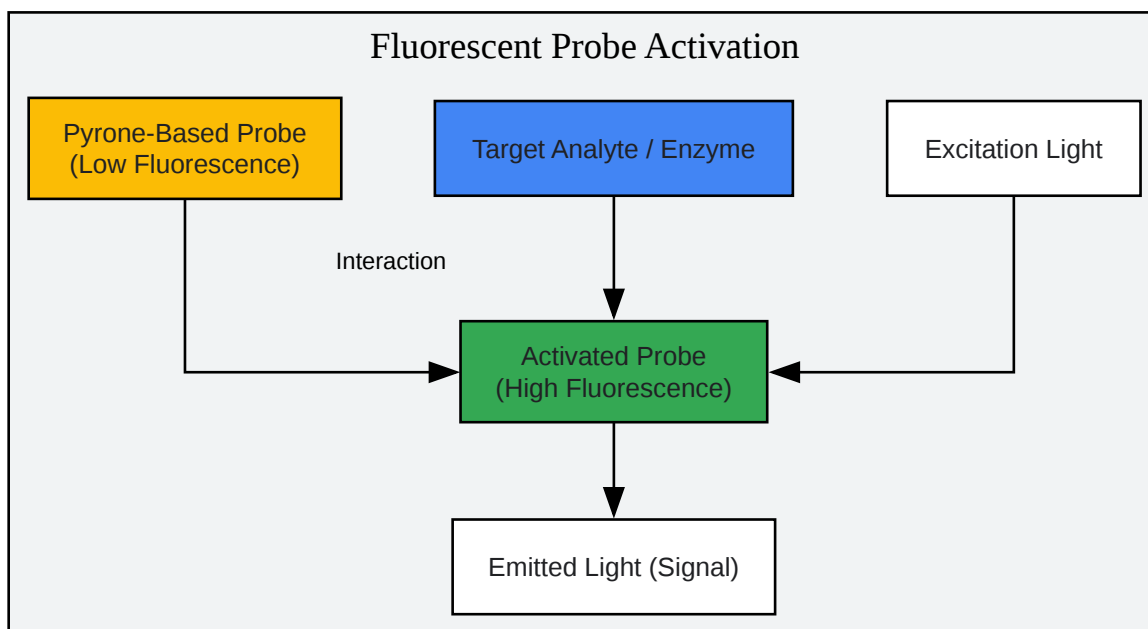 Fluorescent Probe Activation
Pyrone-Based Probe
(Low Fluorescence)
Target Analyte / Enzyme
Excitation Light
Interaction
Activated Probe
(High Fluorescence)
Emitted Light (Signal)